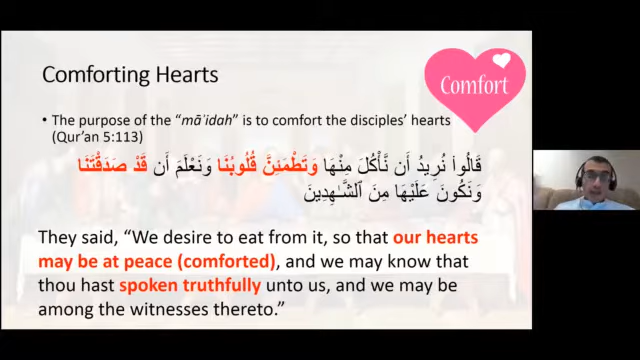 Comforting Hearts
Comfort
• The purpose of the “māʾidah” is to comfort the disciples’ hearts
(Qur’an 5:113)
قَالُوا۟ نُرِيدُ أَن نَّأْكُلَ مِنْهَا وَتَطْمَئِنَّ قُلُوبُنَا وَنَعْلَمَ أَن قَدْ صَدَقْتَنَا
وَنَكُونَ عَلَيْهَا مِنَ ٱلشَّـٰهِدِينَ
They said, “We desire to eat from it, so that our hearts
may be at peace (comforted), and we may know that
thou hast spoken truthfully unto us, and we may be
among the witnesses thereto.”